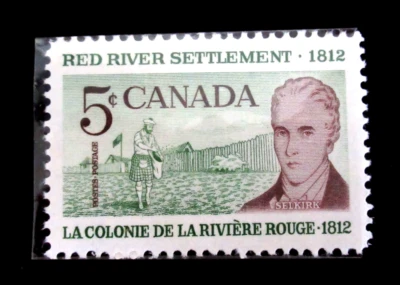 RED RIVER SETTLEMENT · 1812
5¢ CANADA
POSTES-POSTAGE
SELKIRK
LA COLONIE DE LA RIVIÈRE ROUGE·1812